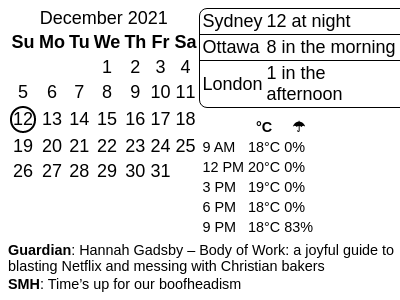 December 2021
Su Mo Tu We Th Fr Sa
1 2 3 4
5 6 7 8 9 10 11
12 13 14 15 16 17 18
19 20 21 22 23 24 25
26 27 28 29 30 31
Sydney 12 at night
Ottawa 8 in the morning
London 1 in the
afternoon
°C ☂
9 AM 18°C 0%
12 PM 20°C 0%
3 PM 19°C 0%
6 PM 18°C 0%
9 PM 18°C 83%
Guardian: Hannah Gadsby – Body of Work: a joyful guide to
blasting Netflix and messing with Christian bakers
SMH: Time’s up for our boofheadism